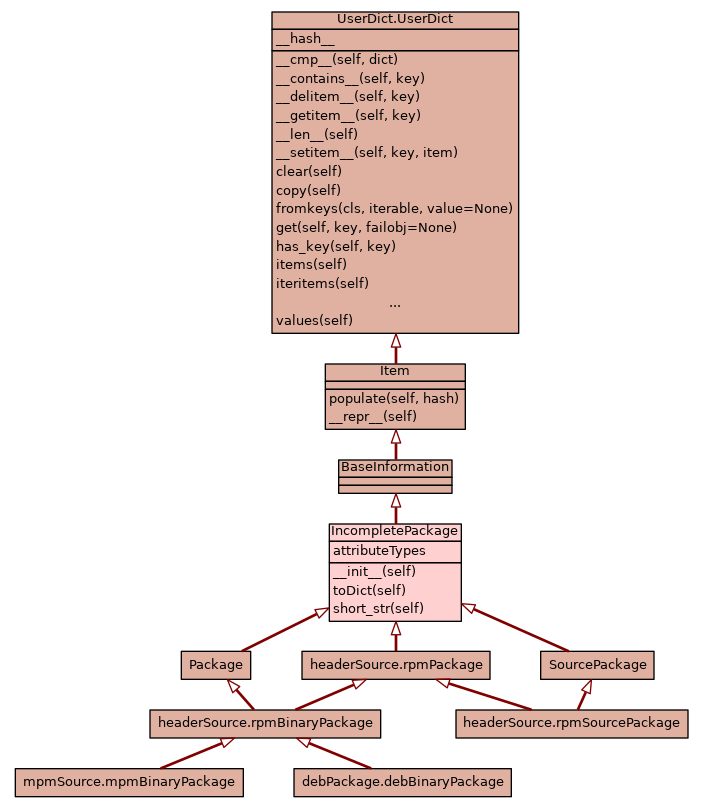 UserDict.UserDict
__hash__
__cmp__(self, dict)
__contains__(self, key)
__delitem__(self, key)
__getitem__(self, key)
__len__(self)
__setitem__(self, key, item)
clear(self)
copy(self)
fromkeys(cls, iterable, value=None)
get(self, key, failobj=None)
has_key(self, key)
items(self)
iteritems(self)
...
values(self)
Item
populate(self, hash)
__repr__(self)
BaseInformation
IncompletePackage
attributeTypes
__init__(self)
toDict(self)
short_str(self)
Package
headerSource.rpmPackage
SourcePackage
headerSource.rpmBinaryPackage
headerSource.rpmSourcePackage
mpmSource.mpmBinaryPackage
debPackage.debBinaryPackage